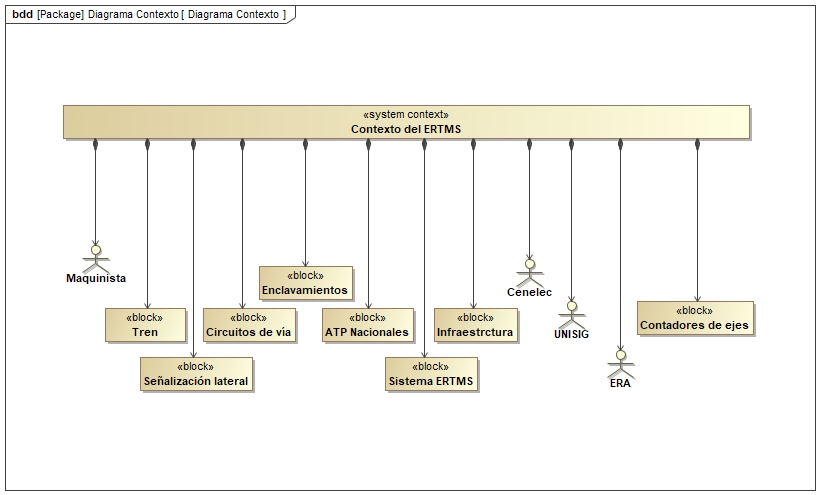 bdd [Package] Diagrama Contexto [ Diagrama Contexto ]
«system context»
Contexto del ERTMS
Maquinista
«block»
Tren
«block»
Señalización lateral
«block»
Circuitos de vía
«block»
Enclavamientos
«block»
ATP Nacionales
«block»
Sistema ERTMS
«block»
Infraestrctura
Cenelec
UNISIG
ERA
«block»
Contadores de ejes